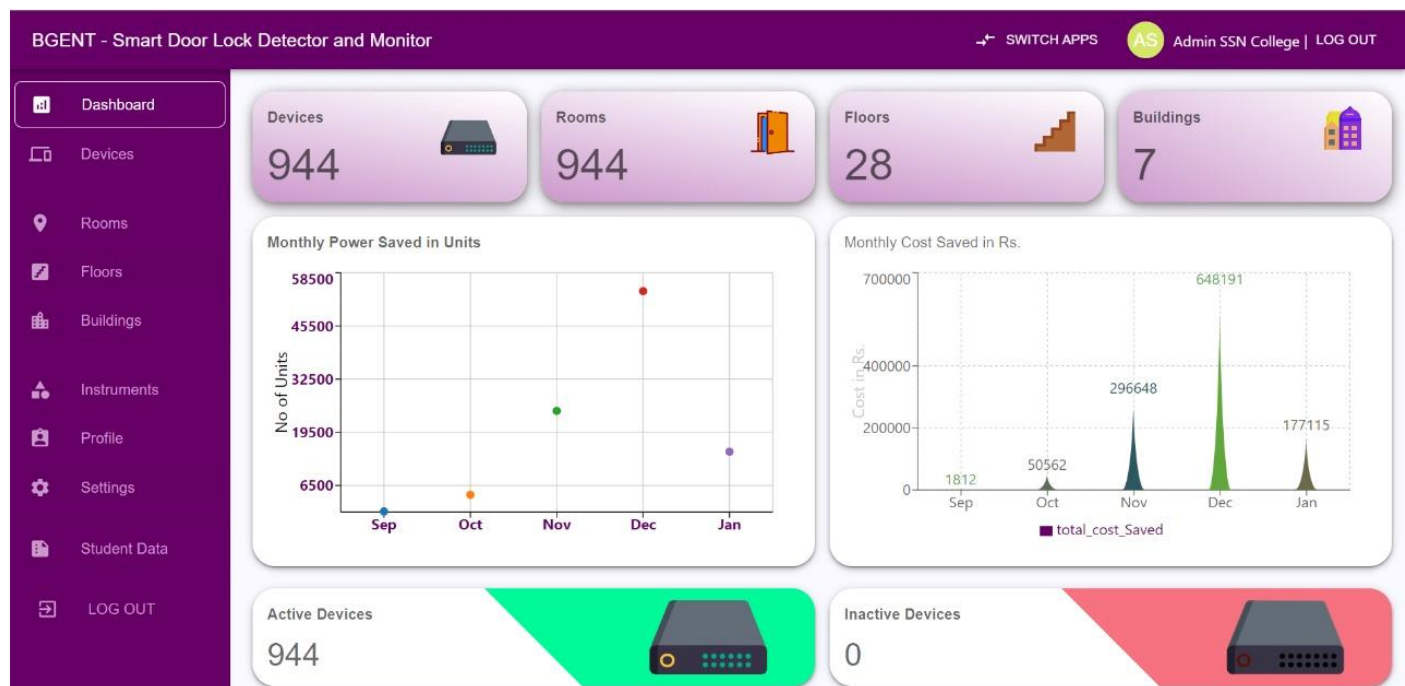 BGENT - Smart Door Lock Detector and Monitor
SWITCH APPS
AS
Admin SSN College | LOG OUT
Dashboard
Devices
Rooms
Floors
Buildings
Instruments
Profile
Settings
Student Data
LOG OUT
Devices
944
Rooms
944
Floors
28
Buildings
7
Monthly Power Saved in Units
58500
45500
32500
19500
6500
No of Units
Sep Oct Nov Dec Jan
Monthly Cost Saved in Rs.
700000
400000
200000
0
Cost in Rs.
1812
50562
296648
648191
177115
Sep Oct Nov Dec Jan
total_cost_Saved
Active Devices
944
Inactive Devices
0